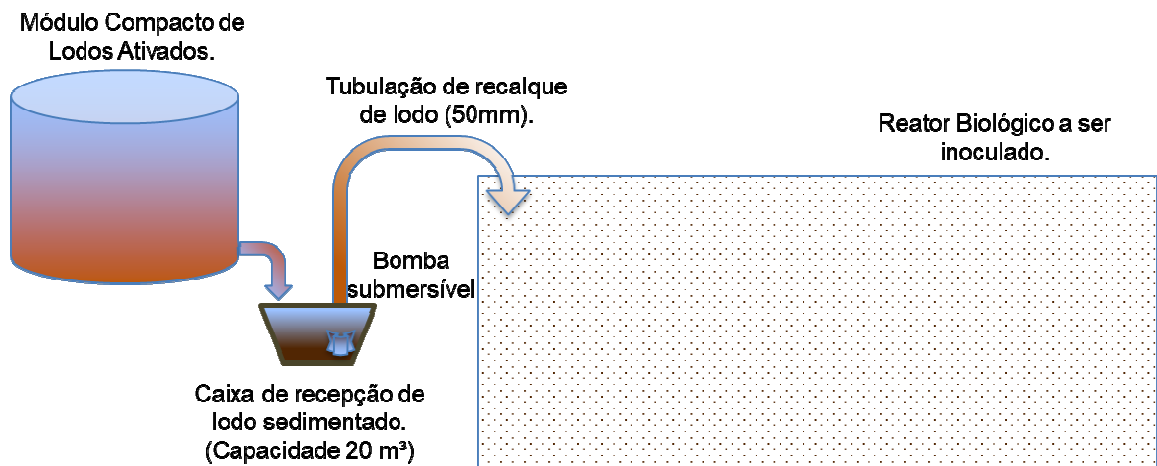 Módulo Compacto de
Lodos Ativados.
Tubulação de recalque
de lodo (50mm).
Reator Biológico a ser
inoculado.
Bomba
submersível
Caixa de recepção de
lodo sedimentado.
(Capacidade 20 m³)